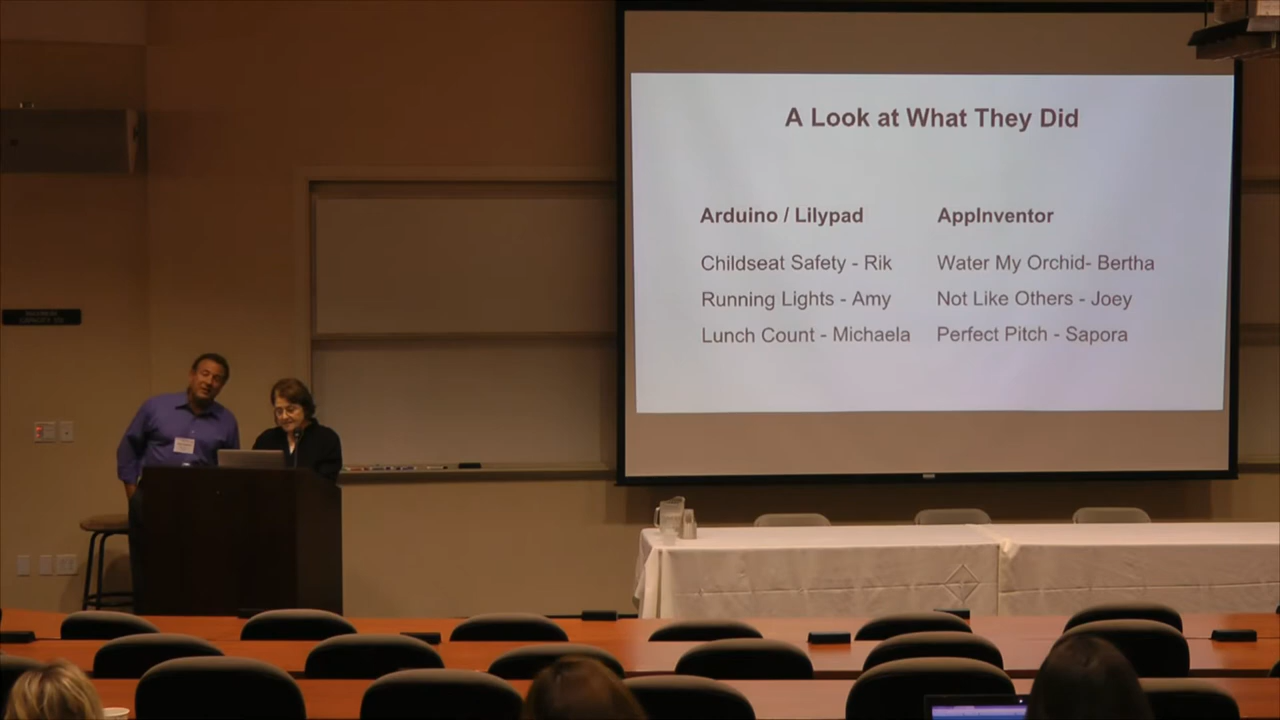 A Look at What They Did
Arduino / Lilypad
Childseat Safety - Rik
Running Lights - Amy
Lunch Count - Michaela
AppInventor
Water My Orchid- Bertha
Not Like Others - Joey
Perfect Pitch - Sapora